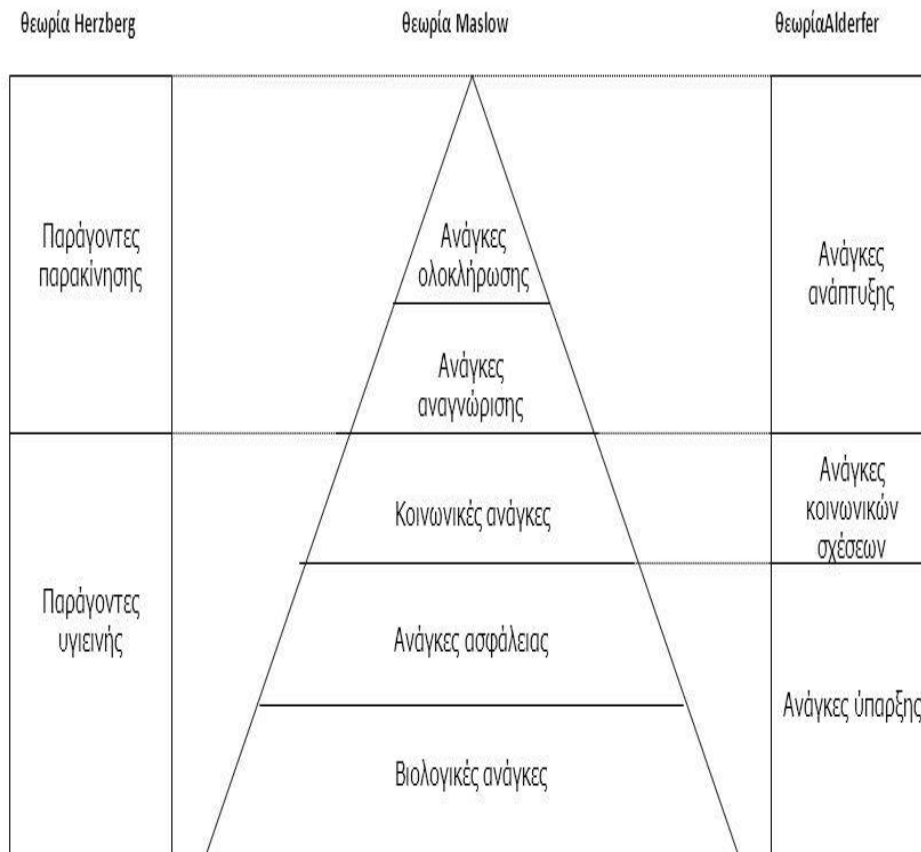 θεωρία Herzberg
θεωρία Maslow
θεωρίαAlderfer
Παράγοντες
παρακίνησης
Ανάγκες
ολοκλήρωσης
Ανάγκες
αναγνώρισης
Ανάγκες
ανάπτυξης
Παράγοντες
υγιεινής
Κοινωνικές ανάγκες
Ανάγκες ασφάλειας
Βιολογικές ανάγκες
Ανάγκες
κοινωνικών
σχέσεων
Ανάγκες ύπαρξης